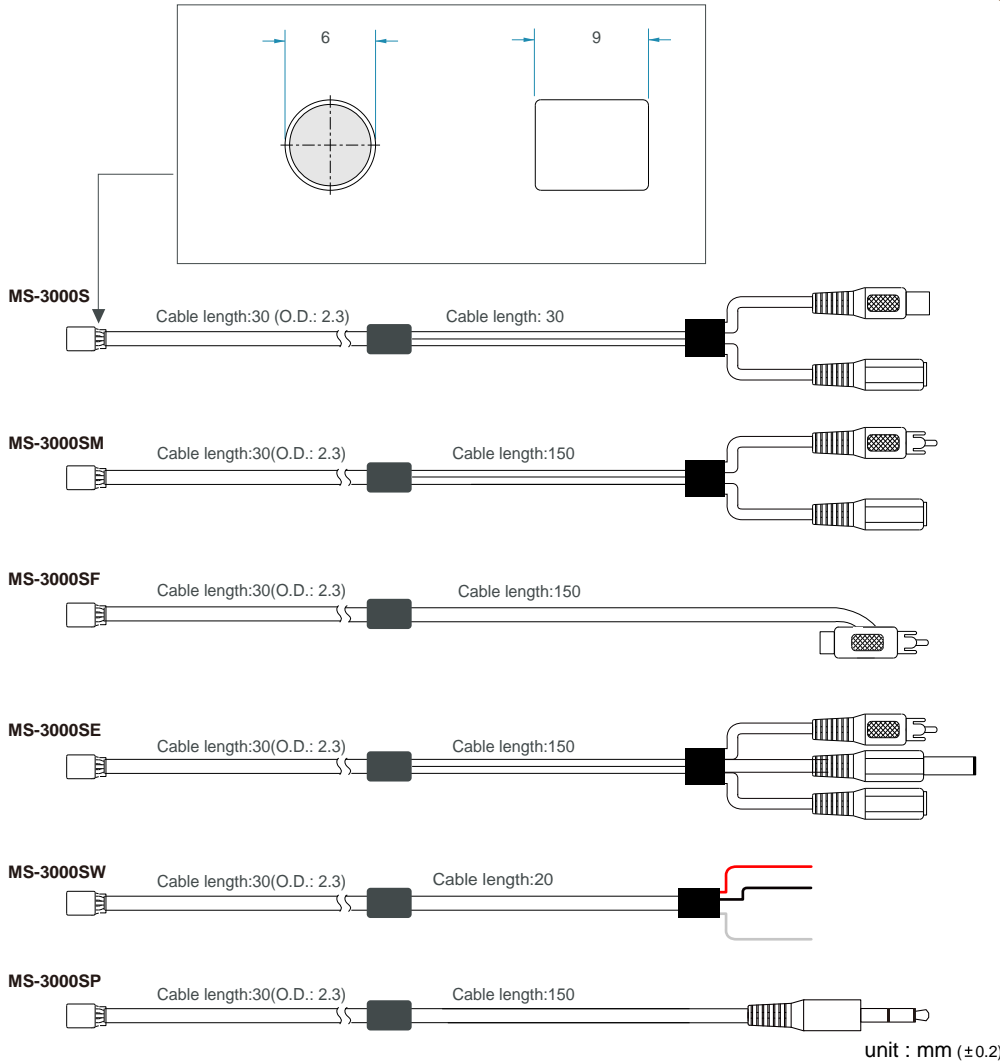 6
9
MS-3000S
Cable length:30 (O.D.: 2.3)
Cable length: 30
MS-3000SM
Cable length:30(O.D.: 2.3)
Cable length:150
MS-3000SF
Cable length:30(O.D.: 2.3)
Cable length:150
MS-3000SE
Cable length:30(O.D.: 2.3)
Cable length:150
MS-3000SW
Cable length:30(O.D.: 2.3)
Cable length:20
MS-3000SP
Cable length:30(O.D.: 2.3)
Cable length:150
unit : mm (±0.2)